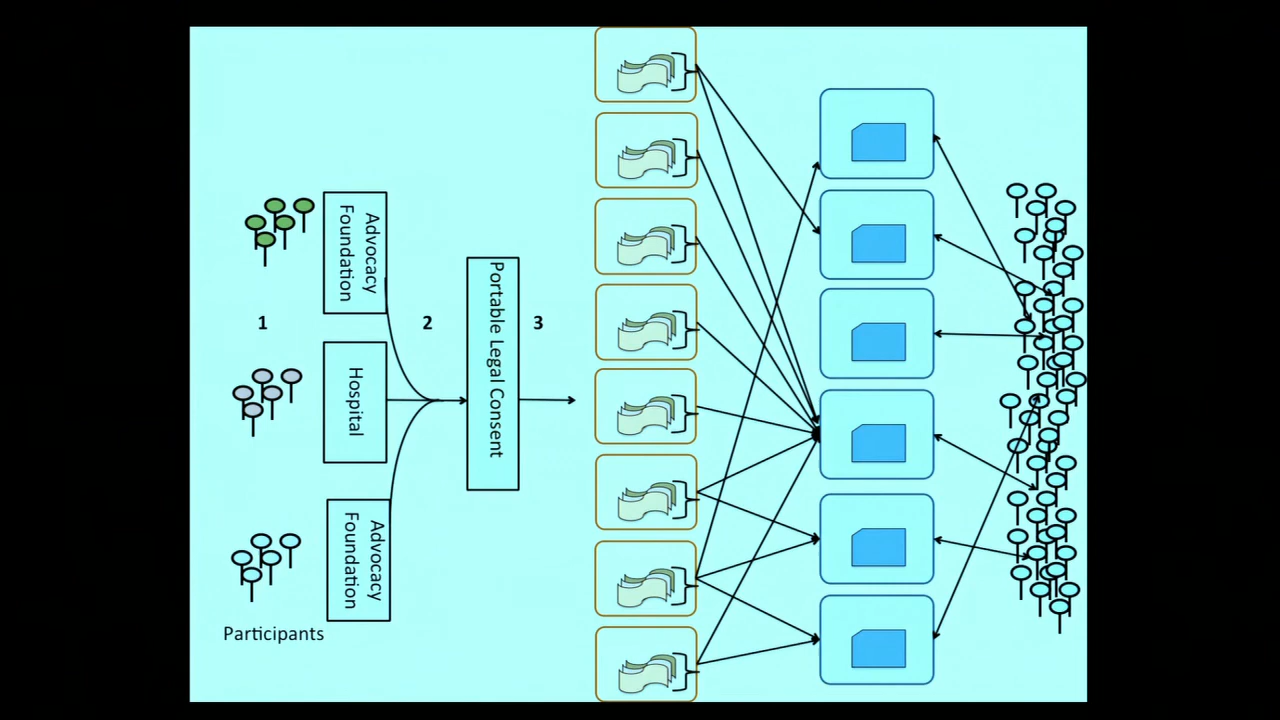 Advocacy
Foundation
1
2
3
Portable Legal Consent
Hospital
Advocacy
Foundation
Participants